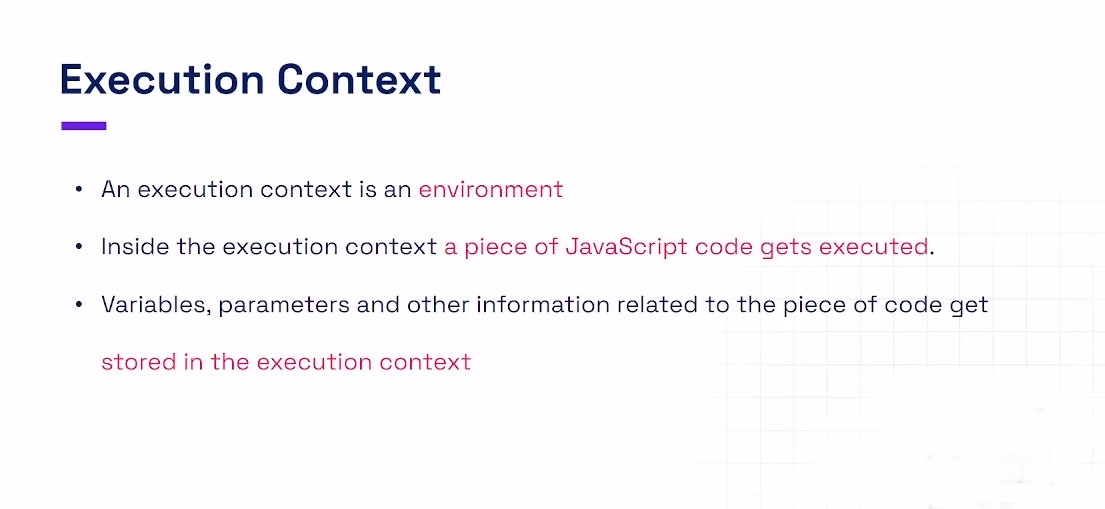 Execution Context
• An execution context is an environment
• Inside the execution context a piece of JavaScript code gets executed.
• Variables, parameters and other information related to the piece of code get
stored in the execution context